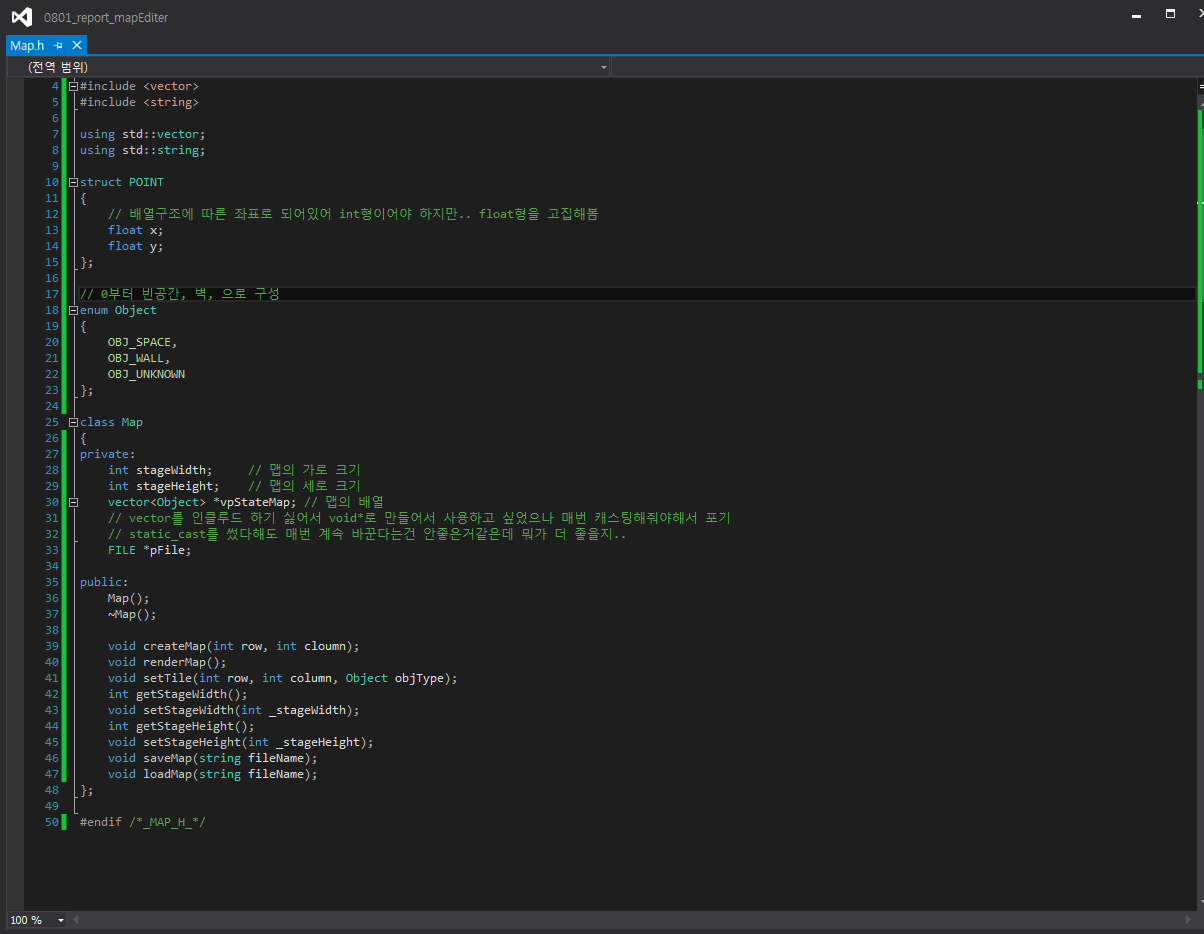 0801_report_mapEditer
Map.h
(전역 범위)
4 #include <vector>
5 #include <string>
6
7 using std::vector;
8 using std::string;
9
10 struct POINT
11 {
12 // 배열구조에 따른 좌표로 되어있어 int형이어야 하지만.. float형을 고집해봄
13 float x;
14 float y;
15 };
16
17 // 0부터 빈공간, 벽, 으로 구성
18 enum Object
19 {
20 OBJ_SPACE,
21 OBJ_WALL,
22 OBJ_UNKNOWN
23 };
24
25 class Map
26 {
27 private:
28 int stageWidth; // 맵의 가로 크기
29 int stageHeight; // 맵의 세로 크기
30 vector<Object> *vpStateMap; // 맵의 배열
31 // vector를 인클루드 하기 싫어서 void*로 만들어서 사용하고 싶었으나 매번 캐스팅해줘야해서 포기
32 // static_cast를 썼다해도 매번 계속 바꾼다는건 안좋은거같은데 뭐가 더 좋을지..
33 FILE *pFile;
34
35 public:
36 Map();
37 ~Map();
38
39 void createMap(int row, int cloumn);
40 void renderMap();
41 void setTile(int row, int column, Object objType);
42 int getStageWidth();
43 void setStageWidth(int _stageWidth);
44 int getStageHeight();
45 void setStageHeight(int _stageHeight);
46 void saveMap(string fileName);
47 void loadMap(string fileName);
48 };
49
50 #endif /*_MAP_H_*/
100 %